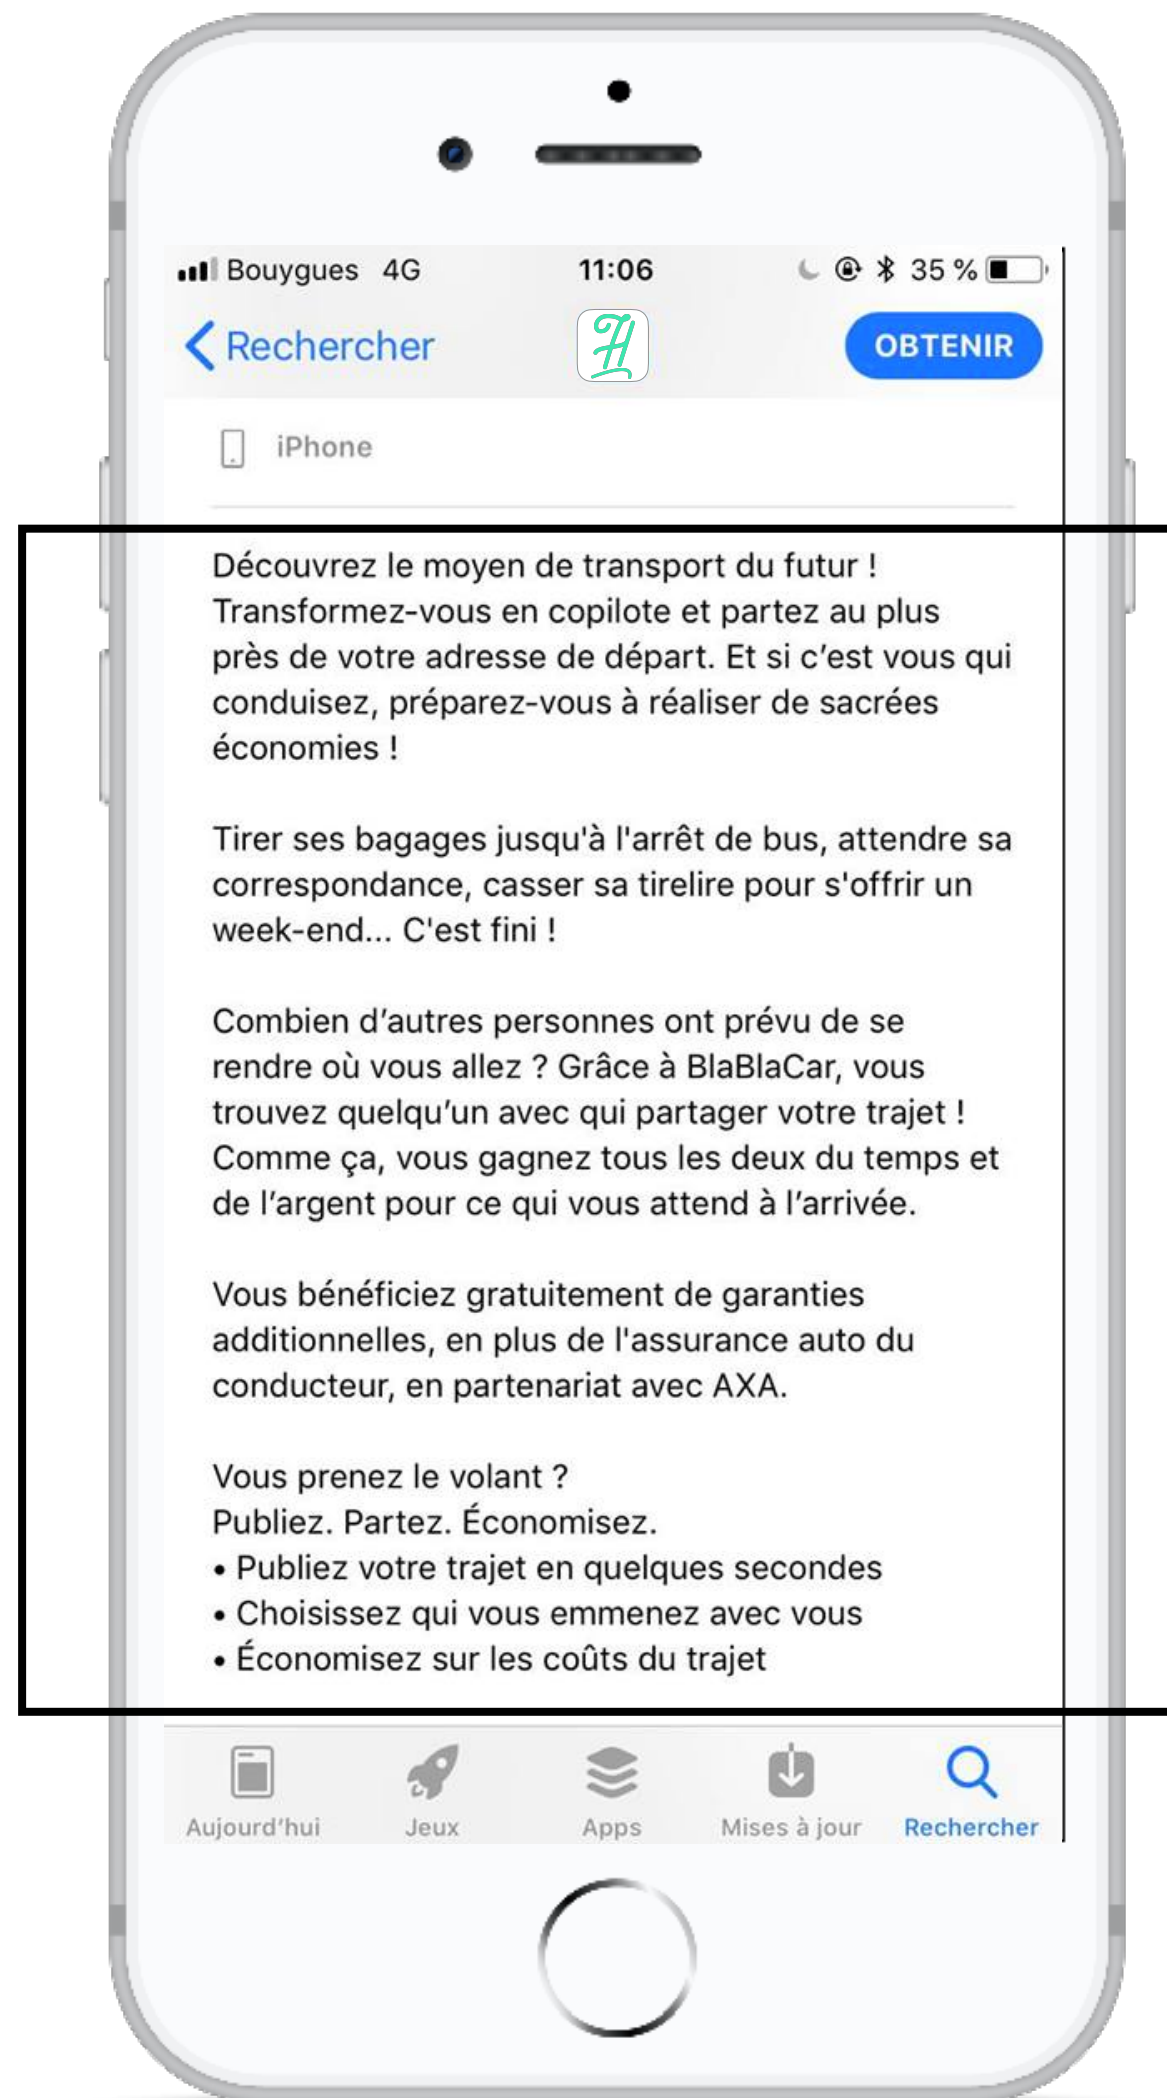 Bouygues 4G 11:06 35 %
Rechercher H OBTENIR
iPhone
Découvrez le moyen de transport du futur !
Transformez-vous en copilote et partez au plus
près de votre adresse de départ. Et si c’est vous qui
conduisez, préparez-vous à réaliser de sacrées
économies !
Tirer ses bagages jusqu'à l'arrêt de bus, attendre sa
correspondance, casser sa tirelire pour s'offrir un
week-end... C'est fini !
Combien d’autres personnes ont prévu de se
rendre où vous allez ? Grâce à BlaBlaCar, vous
trouvez quelqu’un avec qui partager votre trajet !
Comme ça, vous gagnez tous les deux du temps et
de l’argent pour ce qui vous attend à l’arrivée.
Vous bénéficiez gratuitement de garanties
additionnelles, en plus de l'assurance auto du
conducteur, en partenariat avec AXA.
Vous prenez le volant ?
Publiez. Partez. Économisez.
• Publiez votre trajet en quelques secondes
• Choisissez qui vous emmenez avec vous
• Économisez sur les coûts du trajet
Aujourd’hui Jeux Apps Mises à jour Rechercher